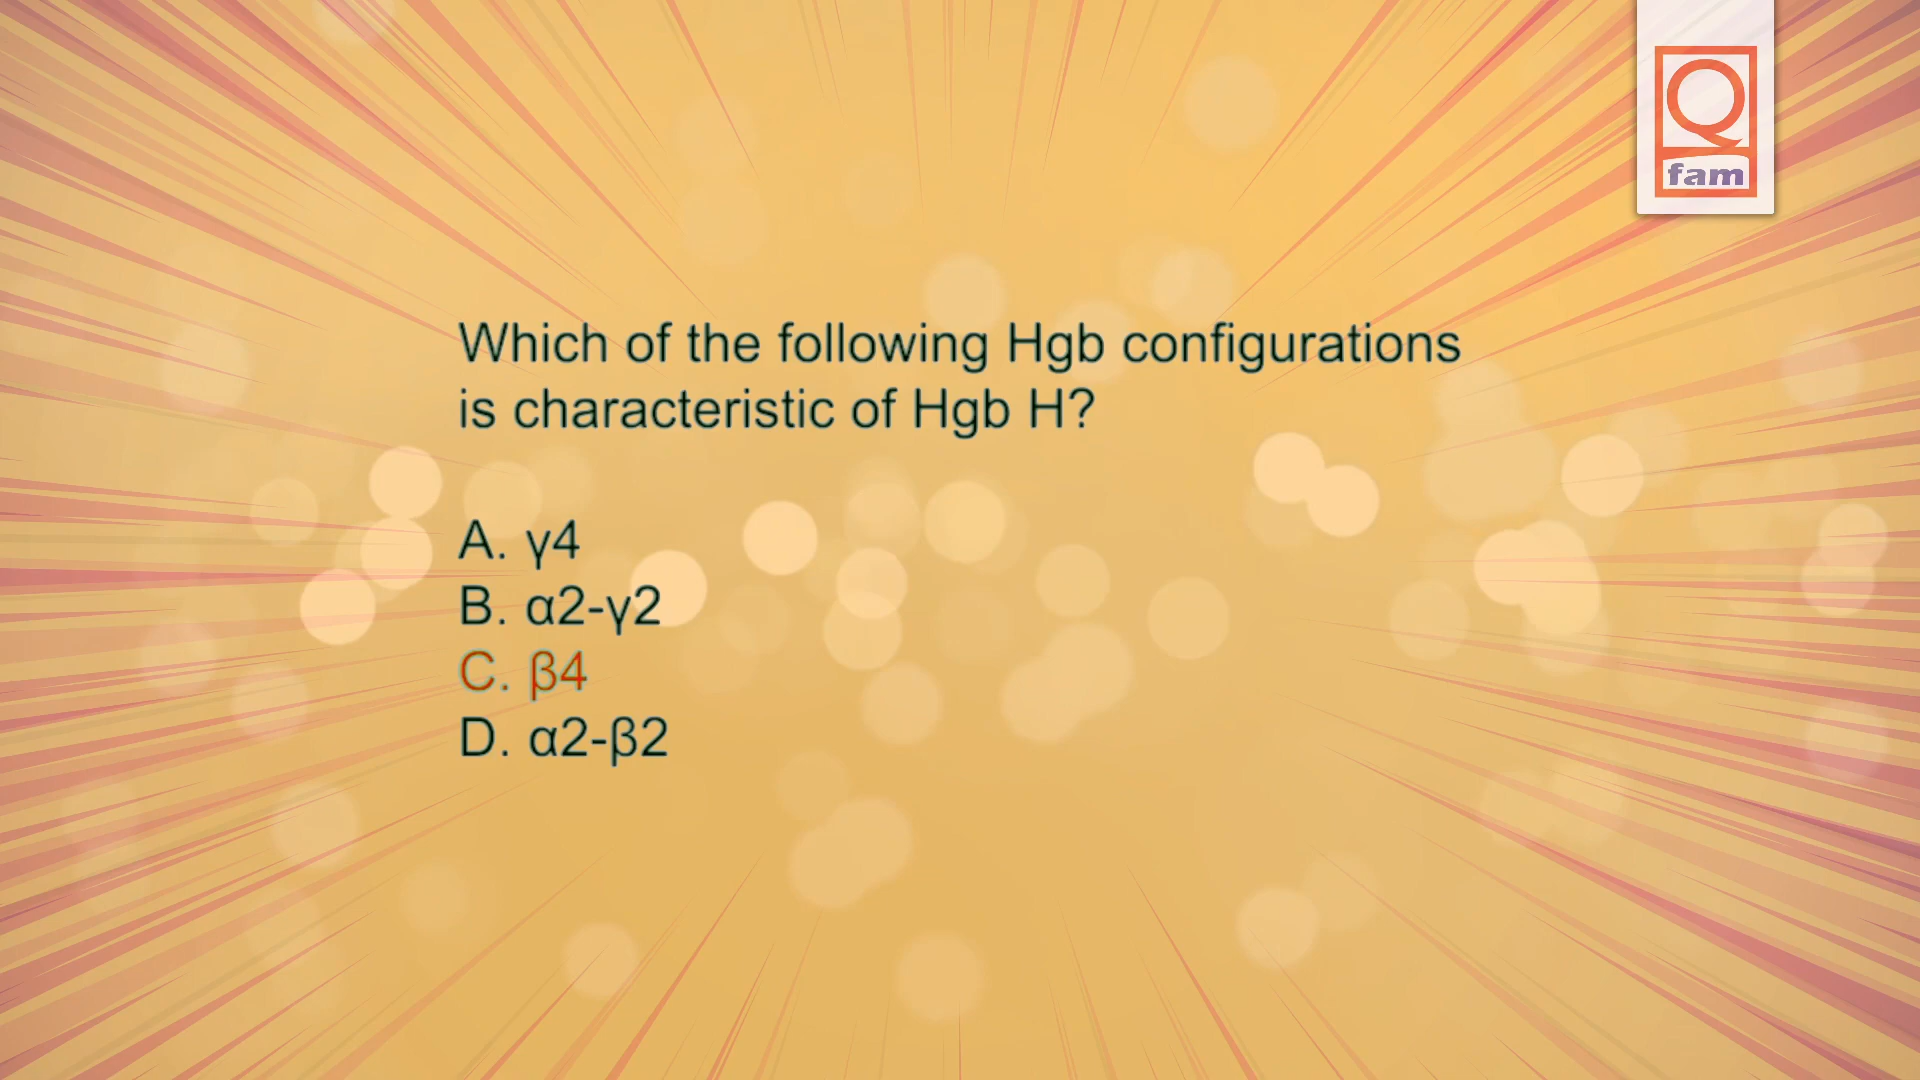 Q
fam
Which of the following Hgb configurations
is characteristic of Hgb H?
A. γ4
B. α2-γ2
C. β4
D. α2-β2